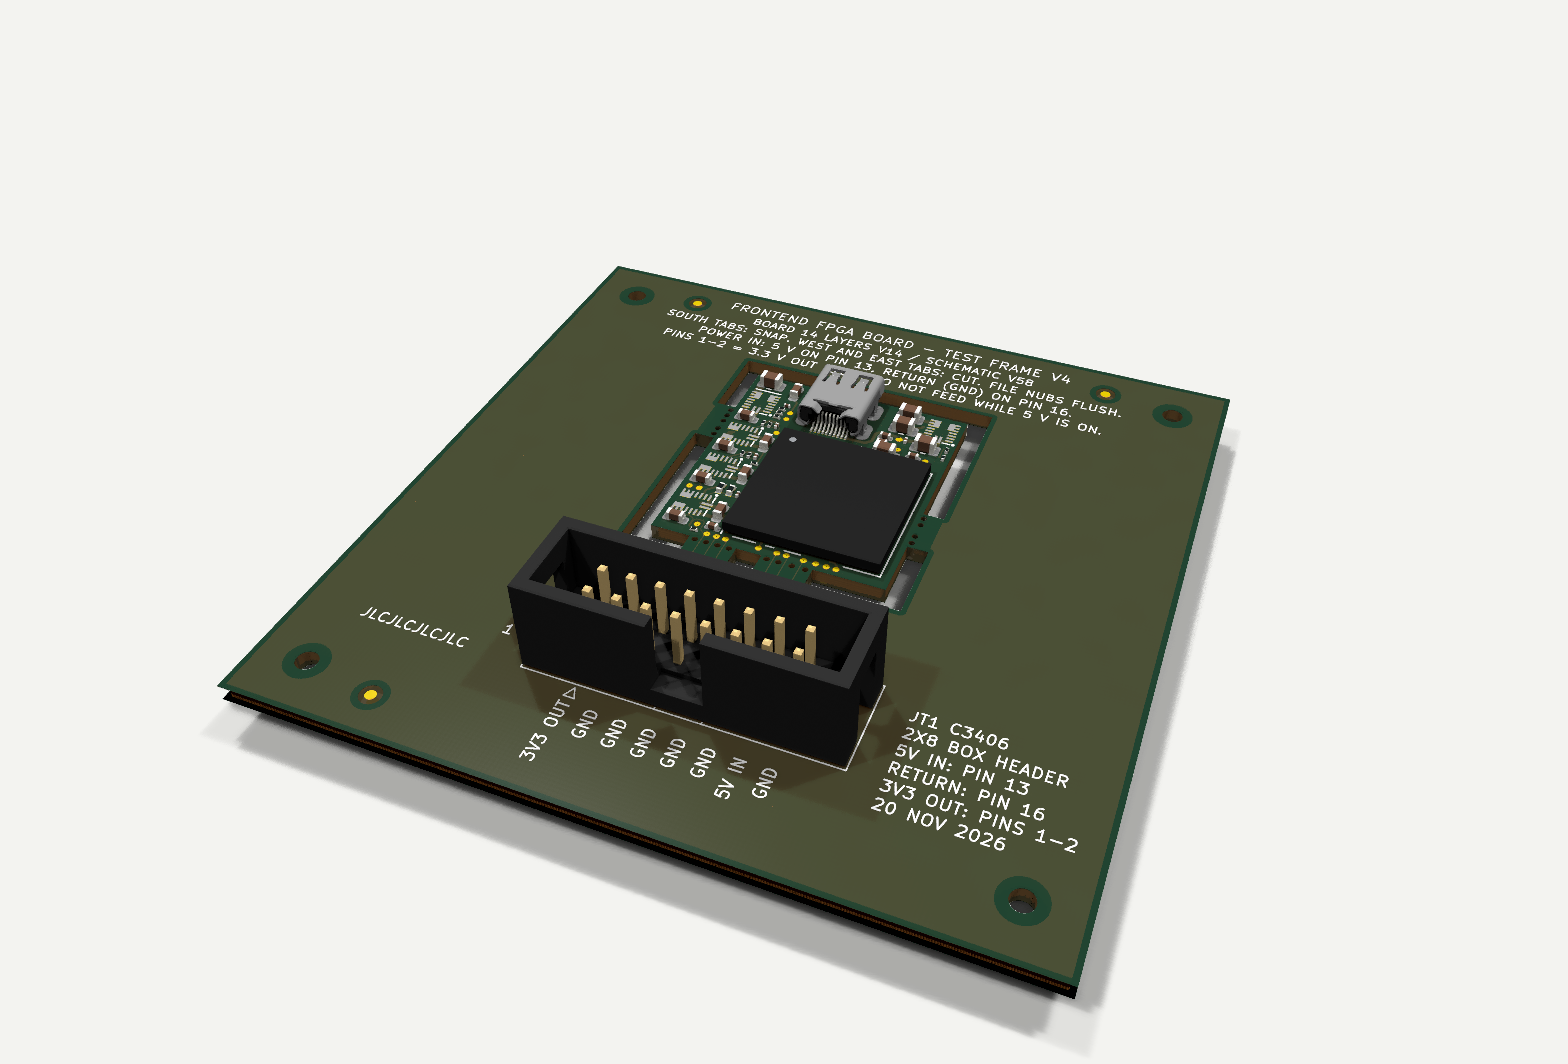 FRONTEND FPGA BOARD — TEST FRAME V4
BOARD 14 LAYERS V14 / SCHEMATIC V58
SOUTH TABS: SNAP. WEST AND EAST TABS: CUT. FILE NUBS FLUSH.
POWER IN: 5 V ON PIN 13, RETURN (GND) ON PIN 16.
PINS 1-2 = 3.3 V OUT NOT FEED WHILE 5 V IS ON.
JLCJLCJLCJLC
1
3V3 OUT
GND
GND
GND
GND
GND
5V IN
GND
JT1 C3406
2X8 BOX HEADER
5V IN: PIN 13
RETURN: PIN 16
3V3 OUT: PINS 1-2
20 NOV 2026